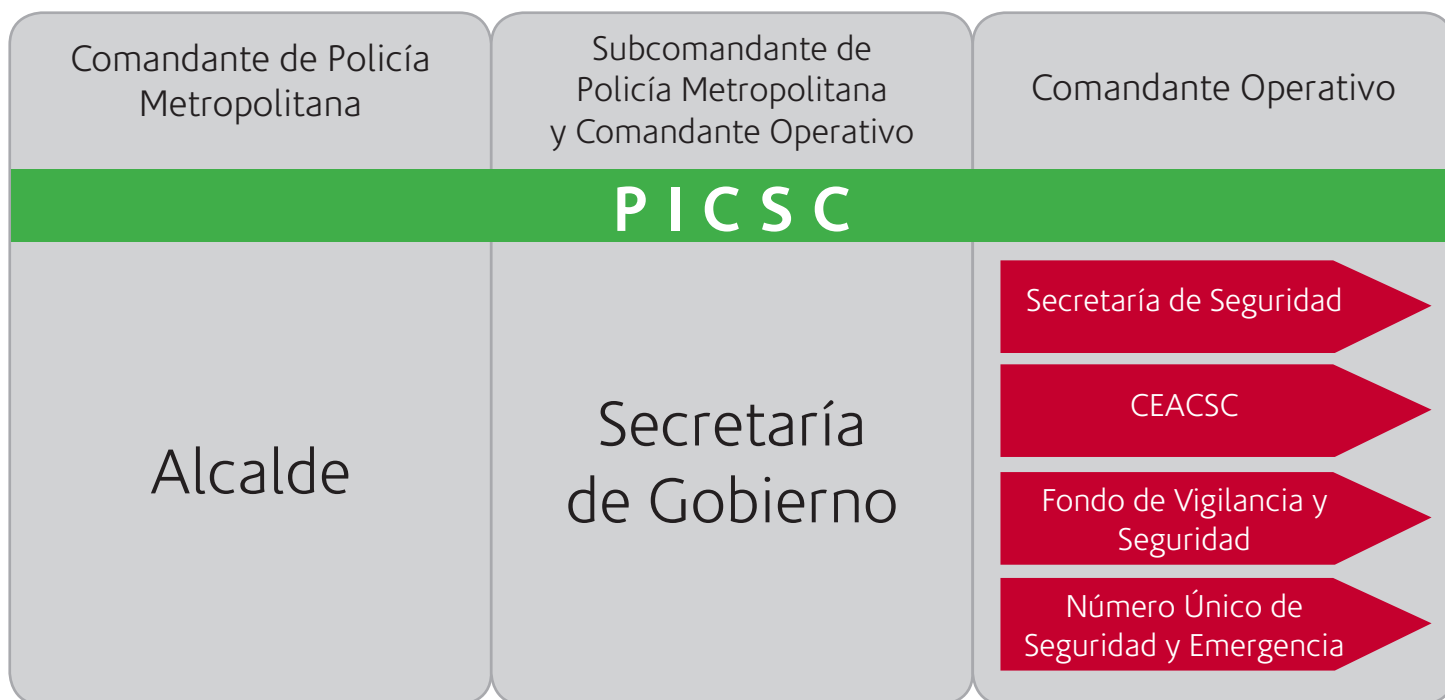 Comandante de Policía
Metropolitana
Subcomandante de
Policía Metropolitana
y Comandante Operativo
Comandante Operativo
PICSC
Alcalde
Secretaría
de Gobierno
Secretaría de Seguridad
CEACSC
Fondo de Vigilancia y
Seguridad
Número Único de
Seguridad y Emergencia